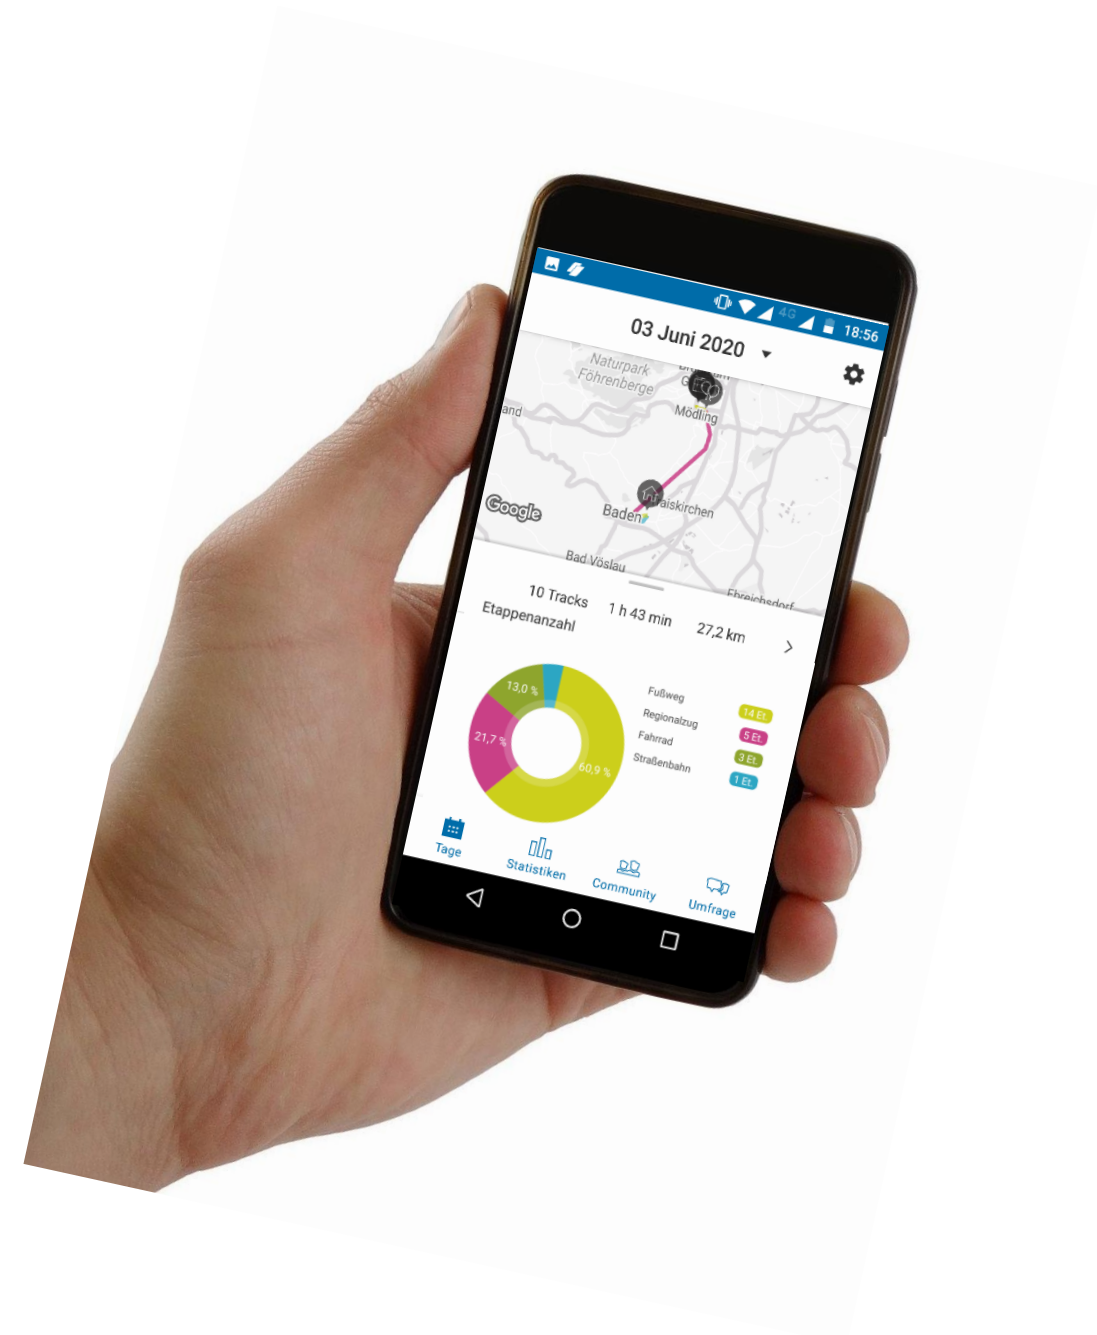 4G 18:56
03 Juni 2020
Naturpark
Föhrenberge
Mödling
and
Google
Baden
aiskirchen
Bad Vöslau
Ebreichsdorf
10 Tracks 1 h 43 min 27,2 km
Etappenanzahl
13,0 %
21,7 %
60,9 %
Fußweg 14 Et.
Regionalzug 5 Et.
Fahrrad 3 Et.
Straßenbahn 1 Et.
Tage Statistiken Community Umfrage